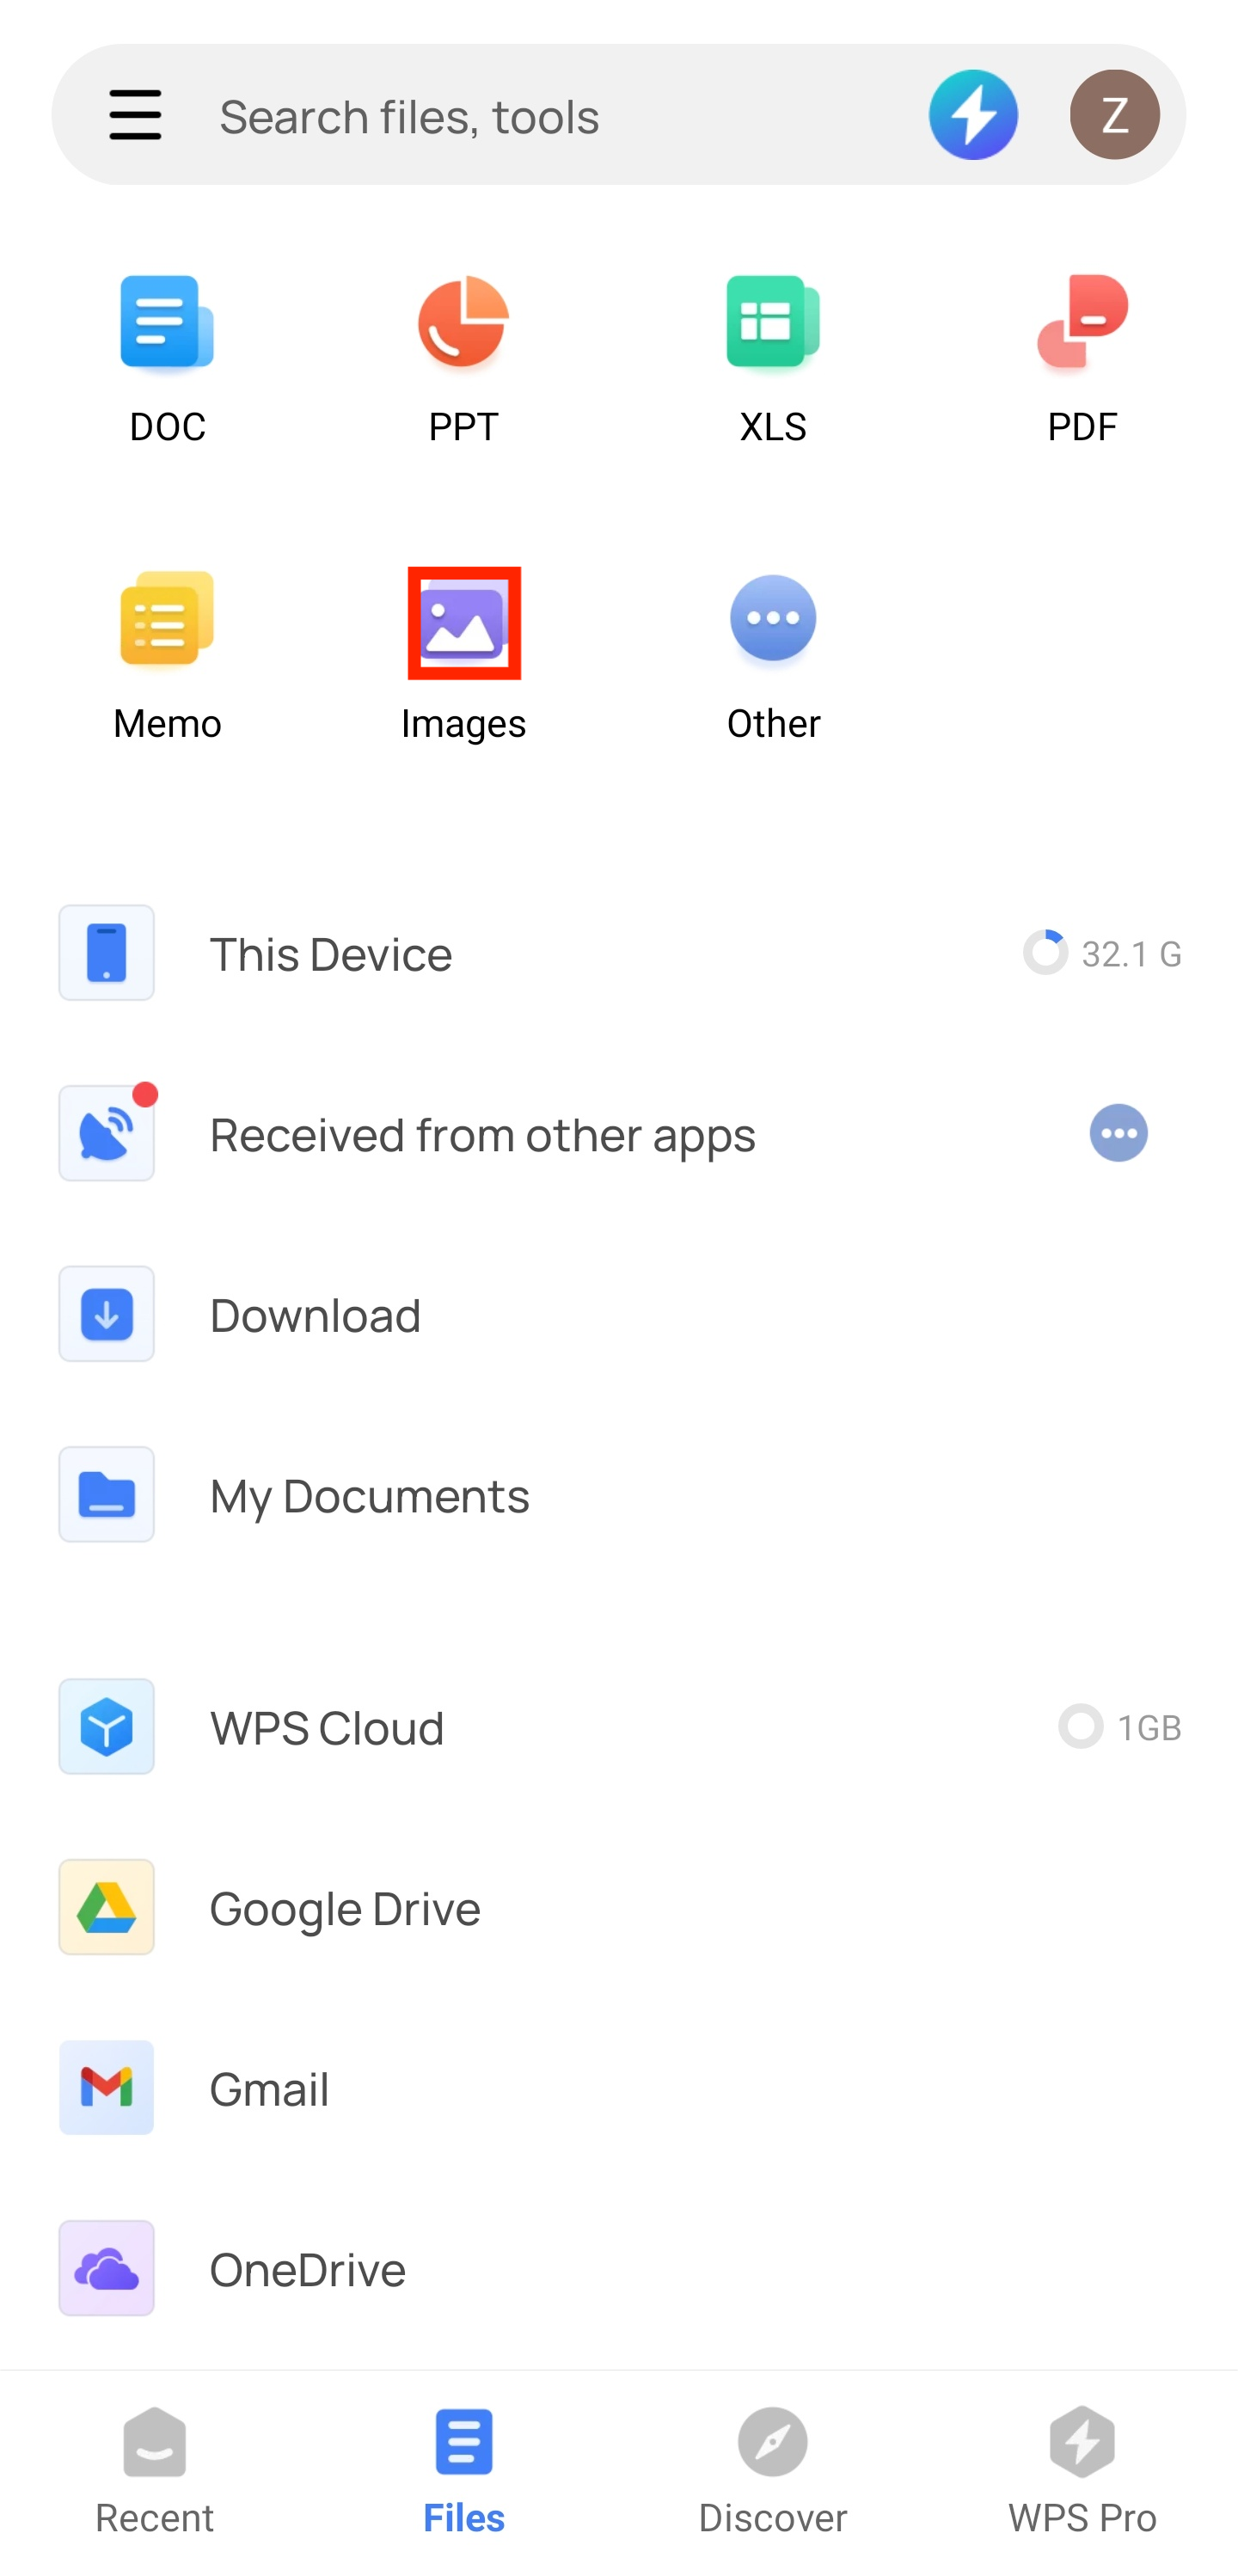 Search files, tools
Z
DOC
PPT
XLS
PDF
Memo
Images
Other
This Device
32.1 G
Received from other apps
Download
My Documents
WPS Cloud
1GB
Google Drive
Gmail
OneDrive
Recent
Files
Discover
WPS Pro